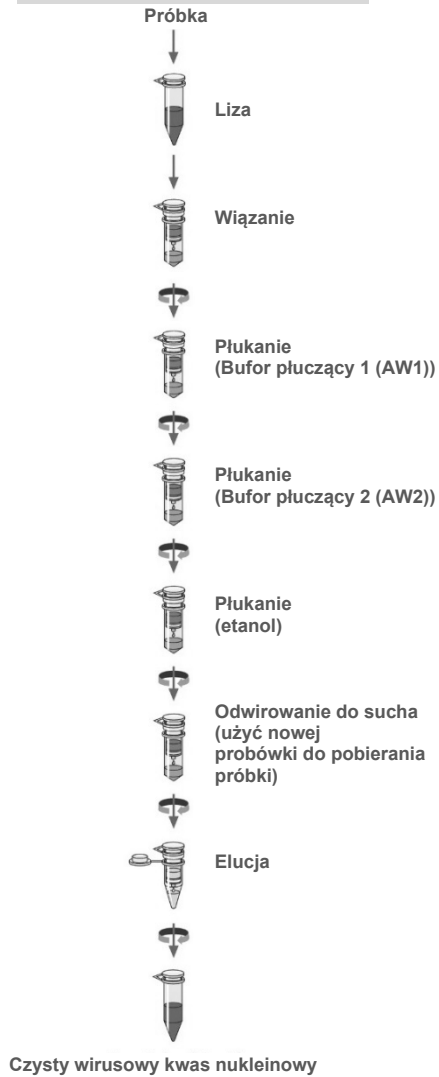 Próbka
Liza
Wiązanie
Płukanie
(Bufor płuczący 1 (AW1))
Płukanie
(Bufor płuczący 2 (AW2))
Płukanie
(etanol)
Odwirowanie do sucha
(użyć nowej
probówki do pobierania
próbki)
Elucja
Czysty wirusowy kwas nukleinowy